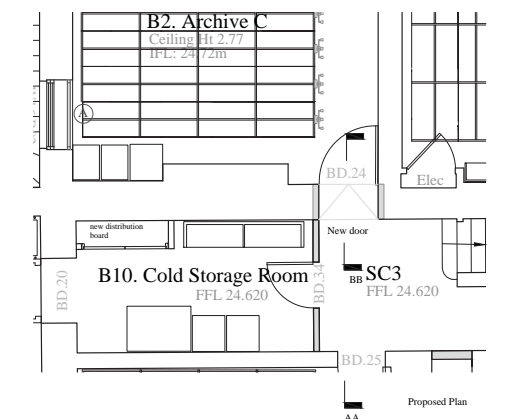 B2. Archive C
Ceiling Ht 2.77
IFL: 24.72m
A
BD.24
Elec
new distribution
board
New door
B10. Cold Storage Room
FFL 24.620
BD.20
BD.34
BB
SC3
FFL 24.620
BD.25
Proposed Plan
AA